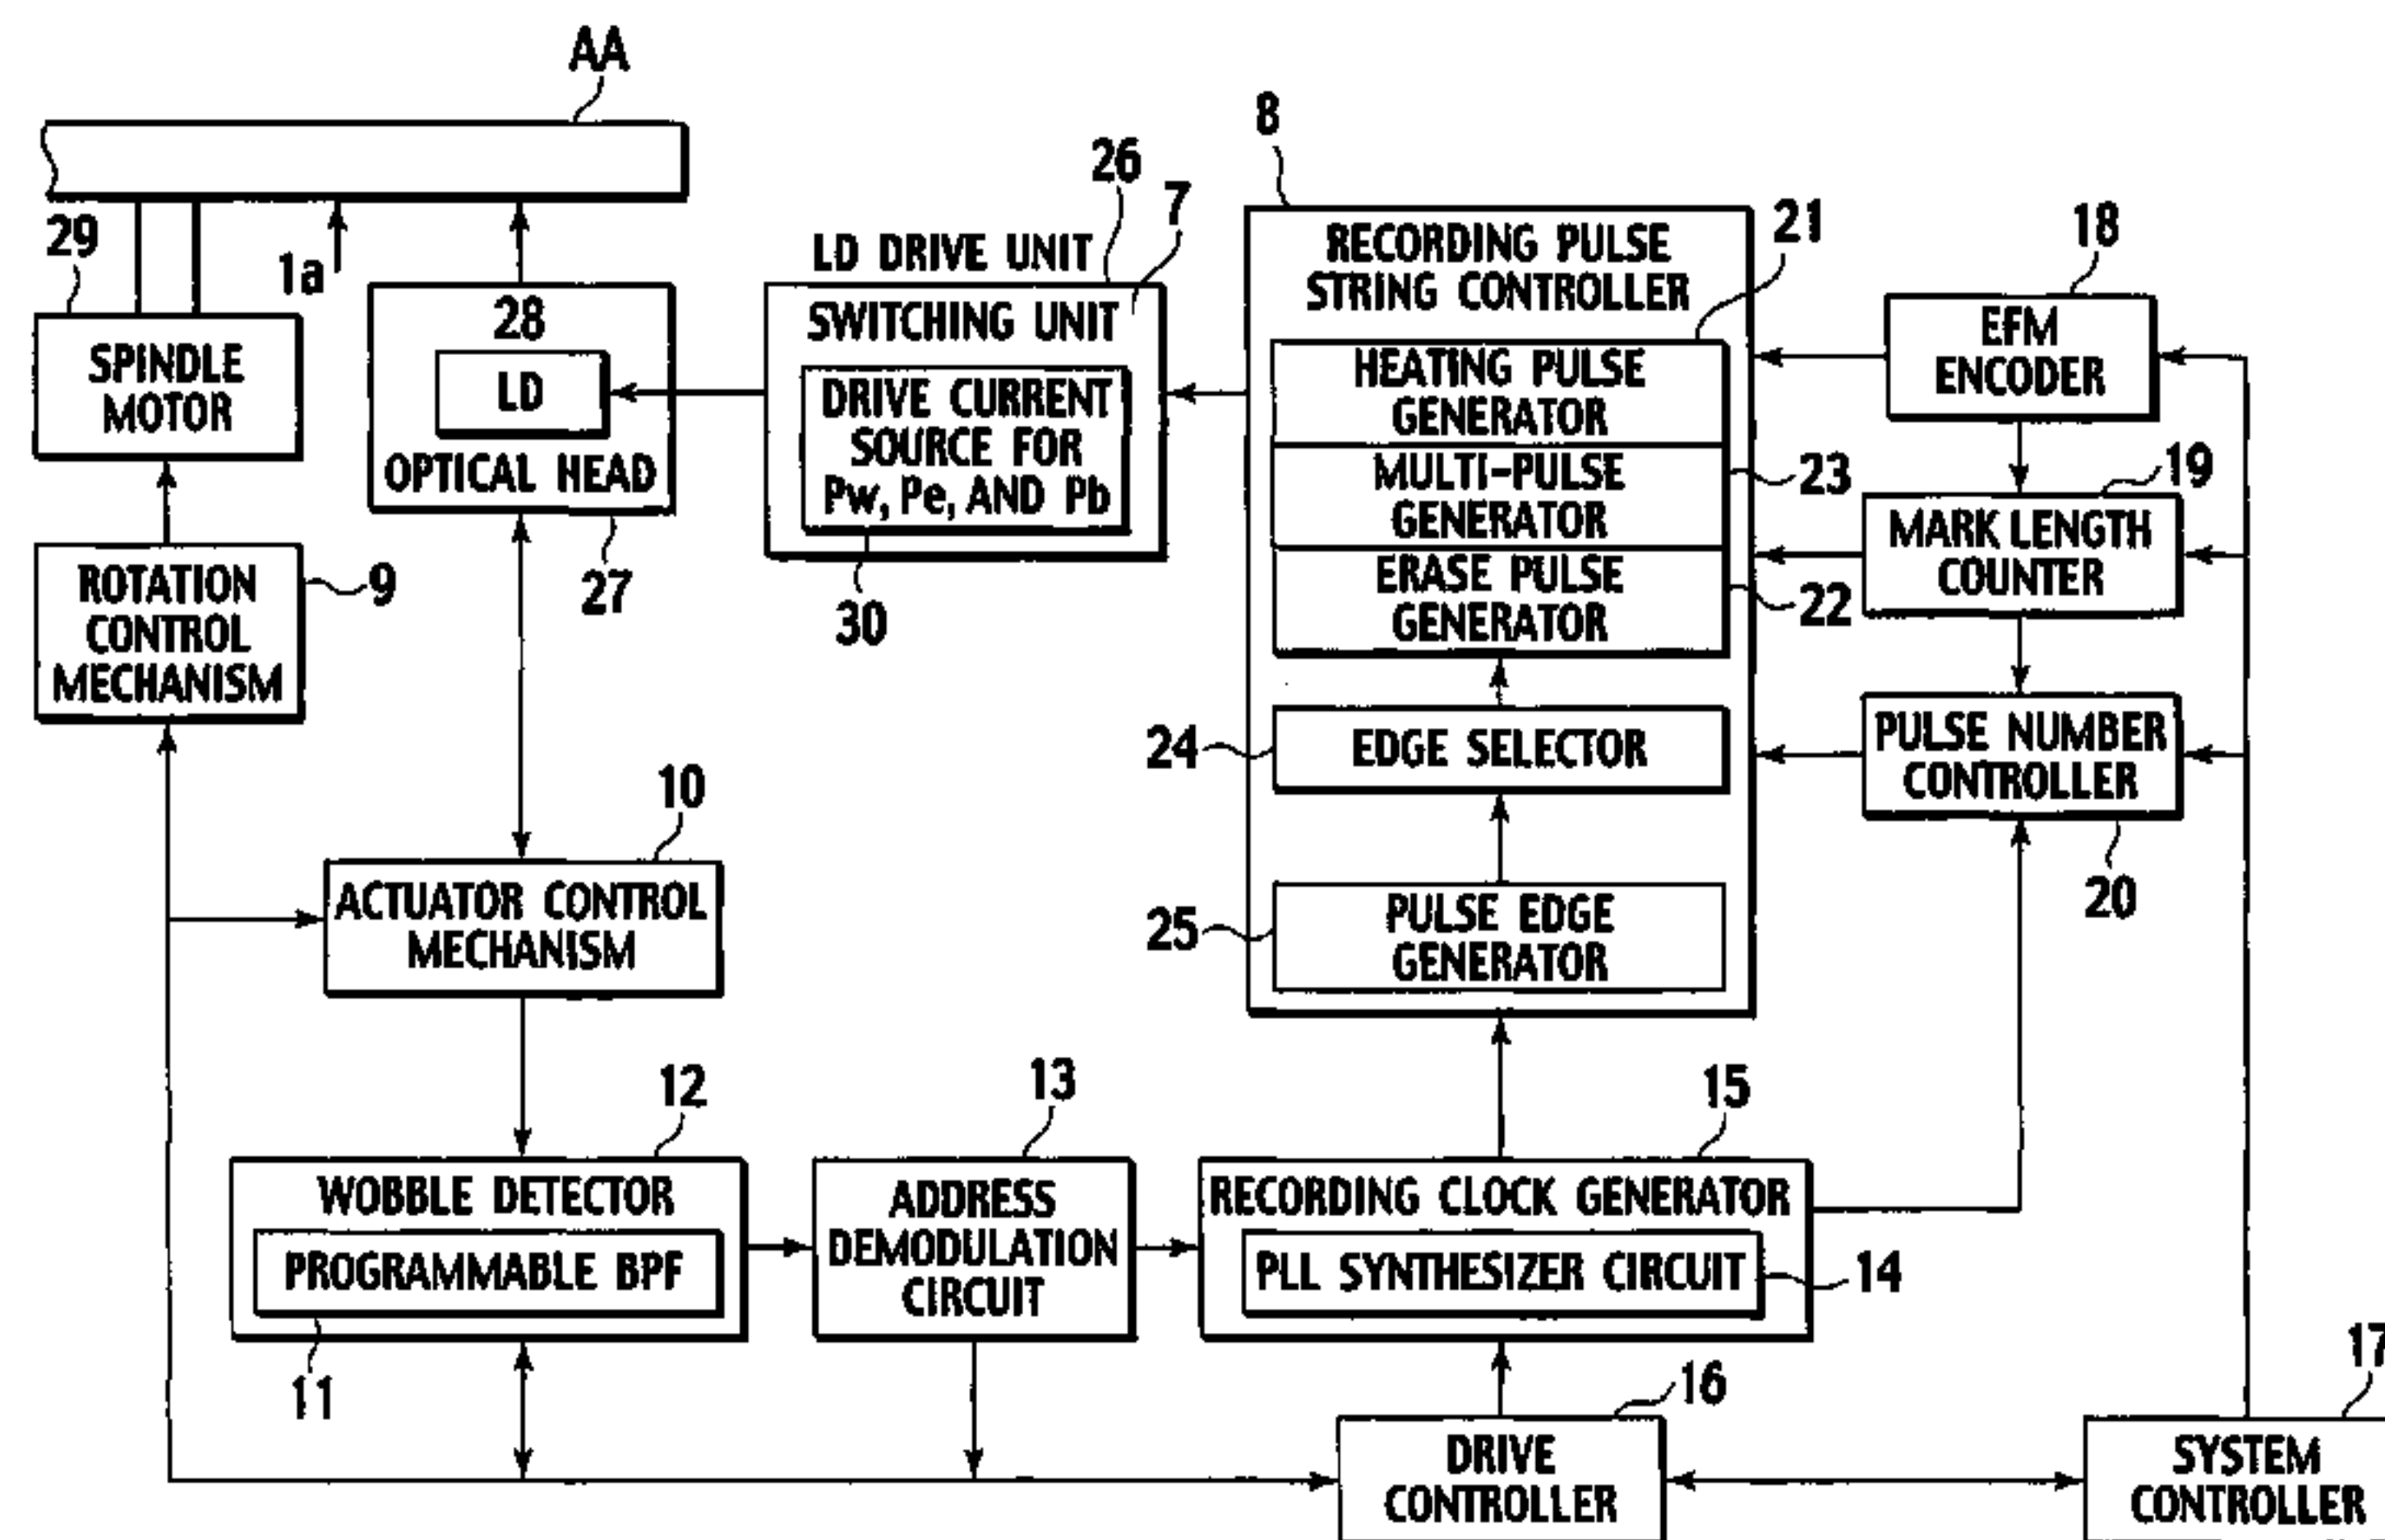 AA
8
26
7
29
1a
LD DRIVE UNIT
RECORDING PULSE
STRING CONTROLLER
21
18
28
LD
OPTICAL HEAD
27
SWITCHING UNIT
DRIVE CURRENT
SOURCE FOR
Pw, Pe, AND Pb
30
HEATING PULSE
GENERATOR
MULTI-PULSE
GENERATOR
23
ERASE PULSE
GENERATOR
22
EFM
ENCODER
19
MARK LENGTH
COUNTER
SPINDLE
MOTOR
ROTATION
CONTROL
MECHANISM
9
24
EDGE SELECTOR
PULSE NUMBER
CONTROLLER
20
10
ACTUATOR CONTROL
MECHANISM
25
PULSE EDGE
GENERATOR
12
13
15
WOBBLE DETECTOR
PROGRAMMABLE BPF
11
ADDRESS
DEMODULATION
CIRCUIT
RECORDING CLOCK GENERATOR
PLL SYNTHESIZER CIRCUIT
14
16
17
DRIVE
CONTROLLER
SYSTEM
CONTROLLER